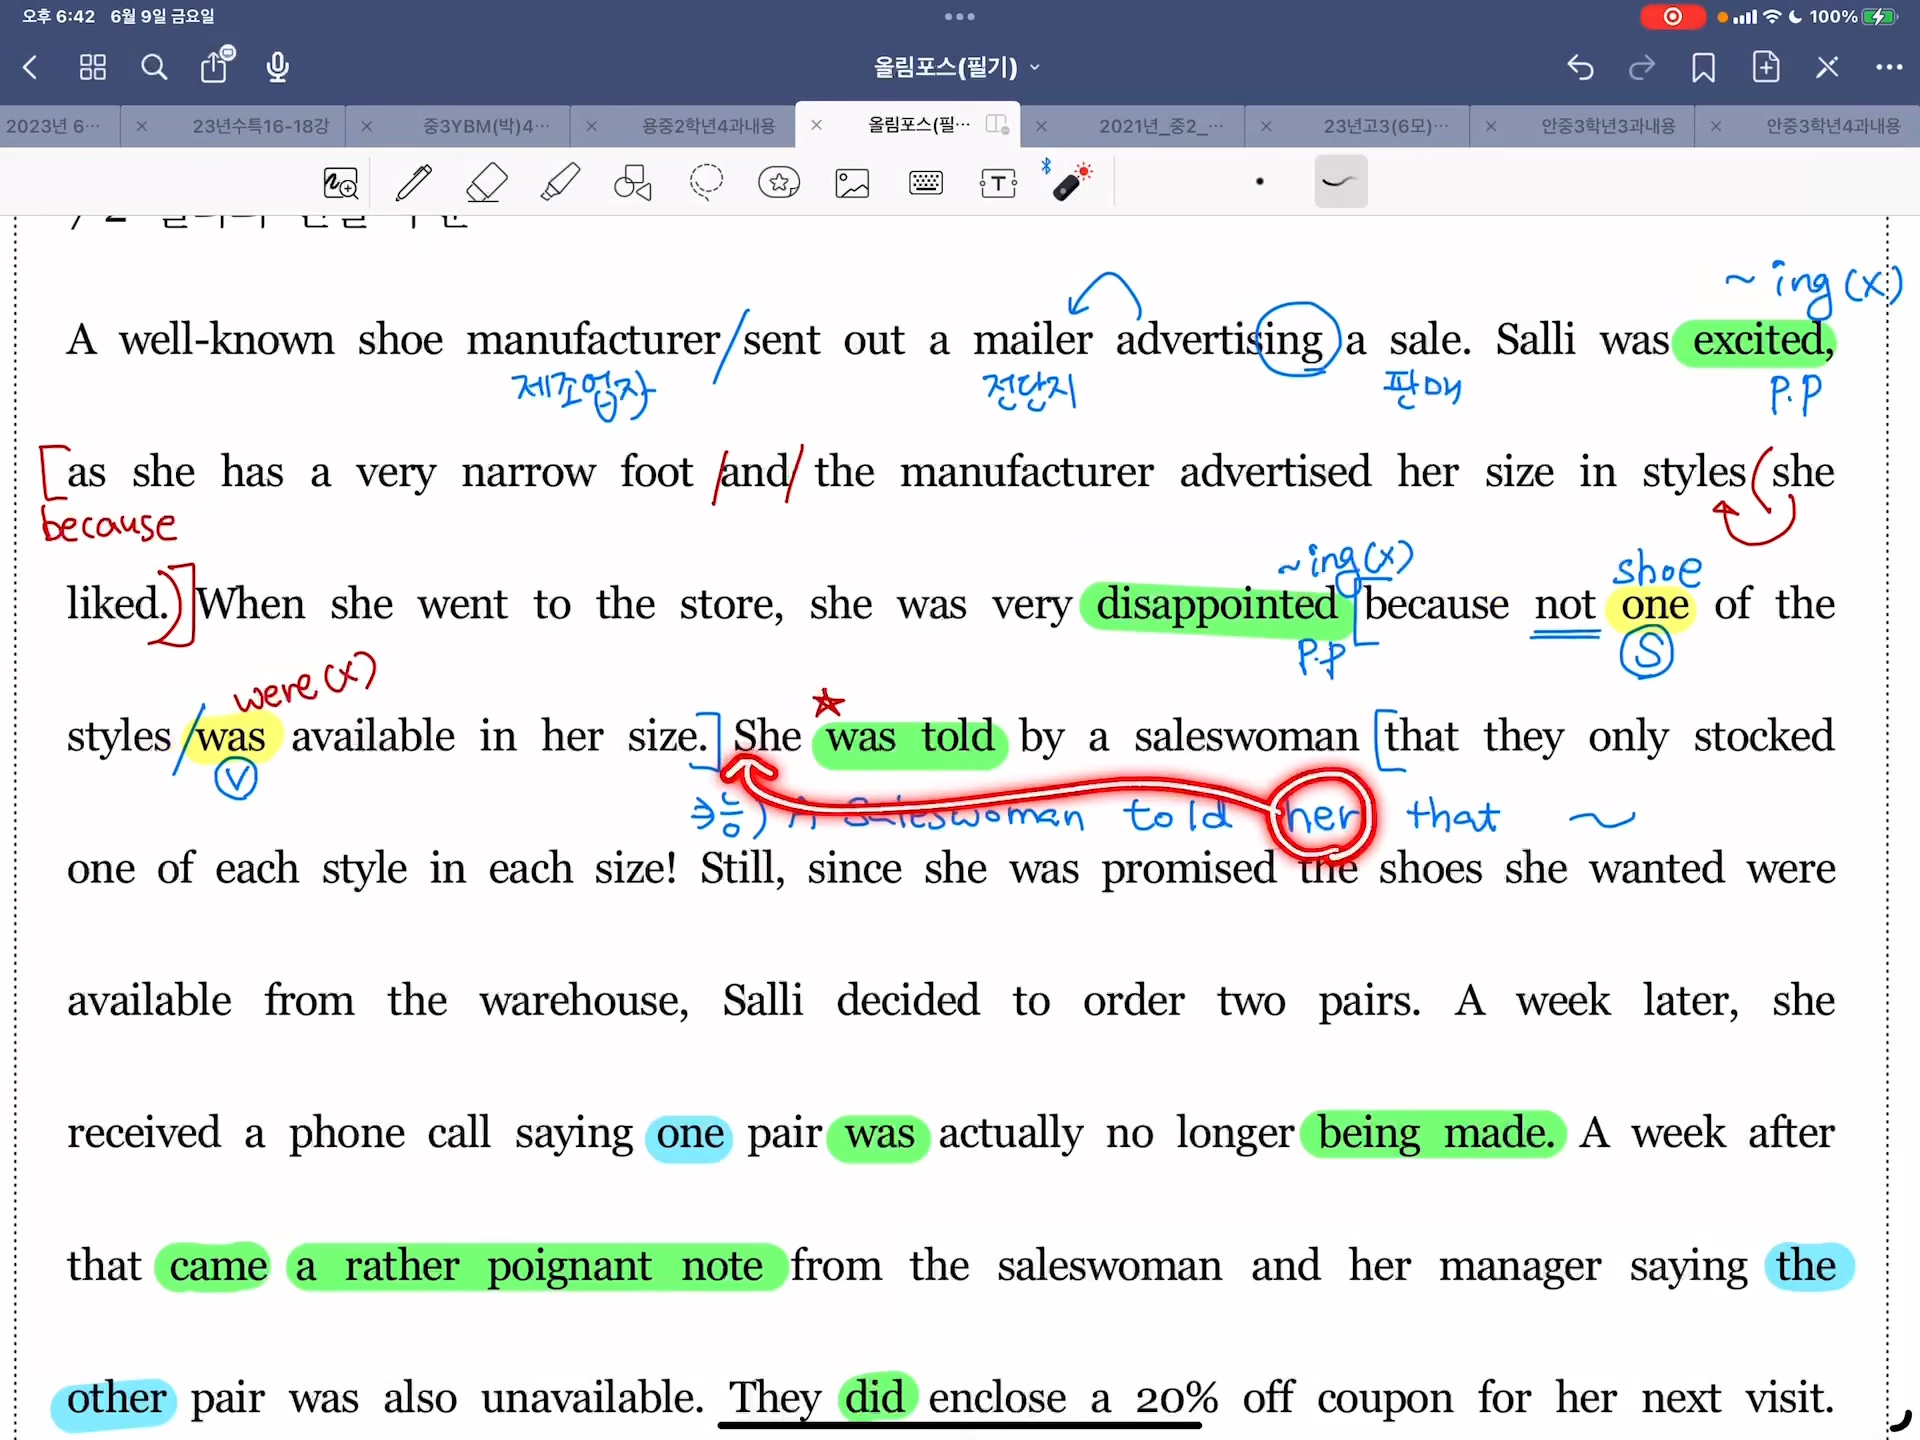 오후 6:42 6월 9일 금요일
100%
올림포스(필기)
2023년 6… 23년수특16-18강 중3YBM(박)4… 용중2학년4과내용 올림포스(필… 2021년_중2_… 23년고3(6모)… 안중3학년3과내용 안중3학년4과내용
~ ing (x)
A well-known shoe manufacturer / sent out a mailer advertising a sale. Salli was excited,
제조업자 전단지 판매 P.P
[as she has a very narrow foot /and/ the manufacturer advertised her size in styles (she
because
~ing(x) shoe
liked.)] When she went to the store, she was very disappointed [because not one of the
P.P S
were(x)
styles / was available in her size.] She was told by a saleswoman [that they only stocked
V
능) A Saleswoman told her that ~
one of each style in each size! Still, since she was promised the shoes she wanted were
available from the warehouse, Salli decided to order two pairs. A week later, she
received a phone call saying one pair was actually no longer being made. A week after
that came a rather poignant note from the saleswoman and her manager saying the
other pair was also unavailable. They did enclose a 20% off coupon for her next visit.